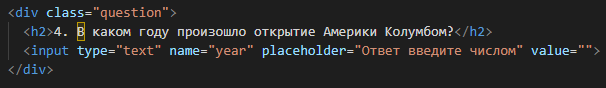 <div class="question">
<h2>4. В каком году произошло открытие Америки Колумбом?</h2>
<input type="text" name="year" placeholder="Ответ введите числом" value="">
</div>